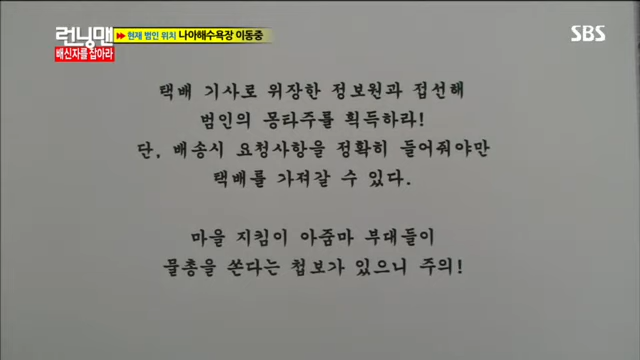 런닝맨
배신자를 잡아라
현재 범인 위치 나아해수욕장 이동중
SBS
택배 기사로 위장한 정보원과 접선해
범인의 몽타주를 획득하라!
단, 배송시 요청사항을 정확히 들어줘야만
택배를 가져갈 수 있다.
마을 지킴이 아줌마 부대들이
물총을 쏜다는 첩보가 있으니 주의!